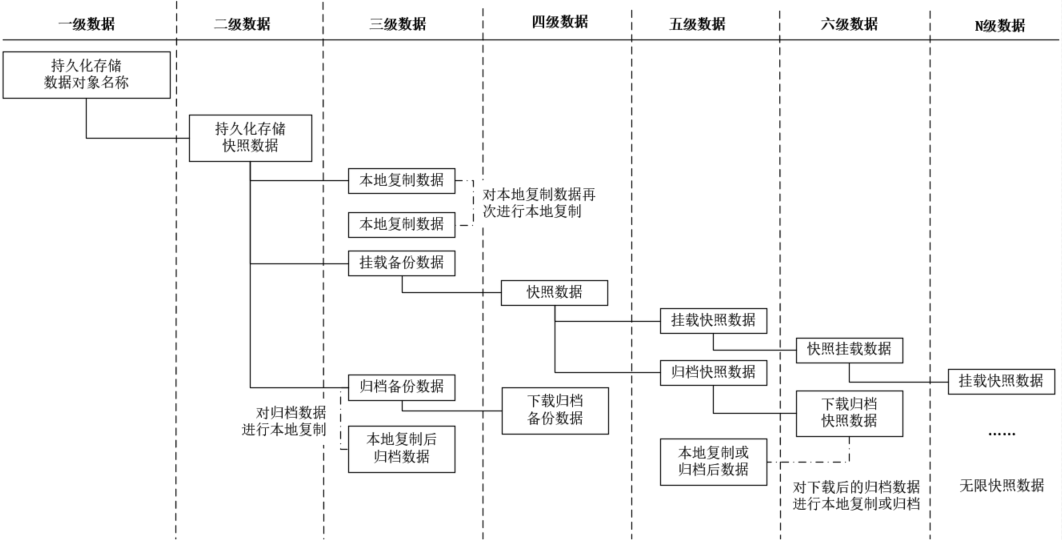 一级数据
二级数据
三级数据
四级数据
五级数据
六级数据
N级数据
持久化存储
数据对象名称
持久化存储
快照数据
本地复制数据
对本地复制数据再
次进行本地复制
本地复制数据
挂载备份数据
快照数据
挂载快照数据
快照挂载数据
归档快照数据
挂载快照数据
归档备份数据
下载归档
备份数据
下载归档
快照数据
对归档数据
进行本地复制
本地复制后
归档数据
本地复制或
归档后数据
……
对下载后的归档数据
进行本地复制或归档
无限快照数据